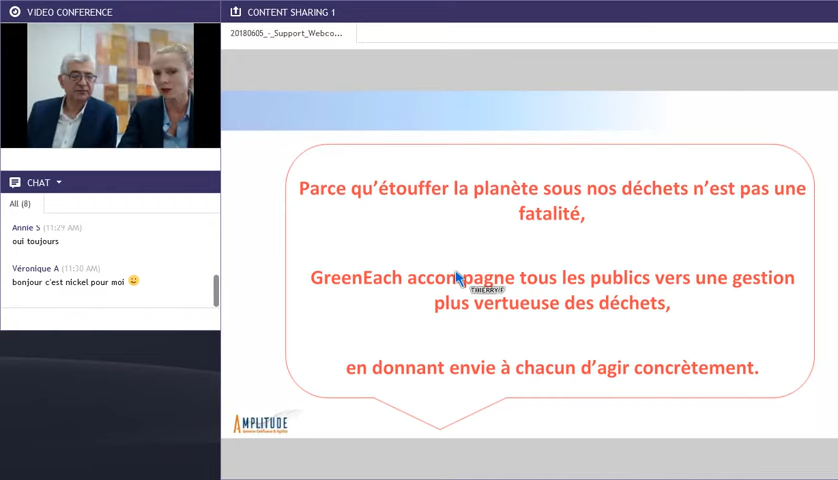 VIDEO CONFERENCE
CONTENT SHARING 1
20180605_-_Support_Webco...
CHAT
All (8)
Annie S (11:29 AM)
oui toujours
Véronique A (11:30 AM)
bonjour c'est nickel pour moi
Parce qu'étouffer la planète sous nos déchets n'est pas une
fatalité,
GreenEach accompagne tous les publics vers une gestion
THIERRY F
plus vertueuse des déchets,
en donnant envie à chacun d'agir concrètement.
AMPLITUDE